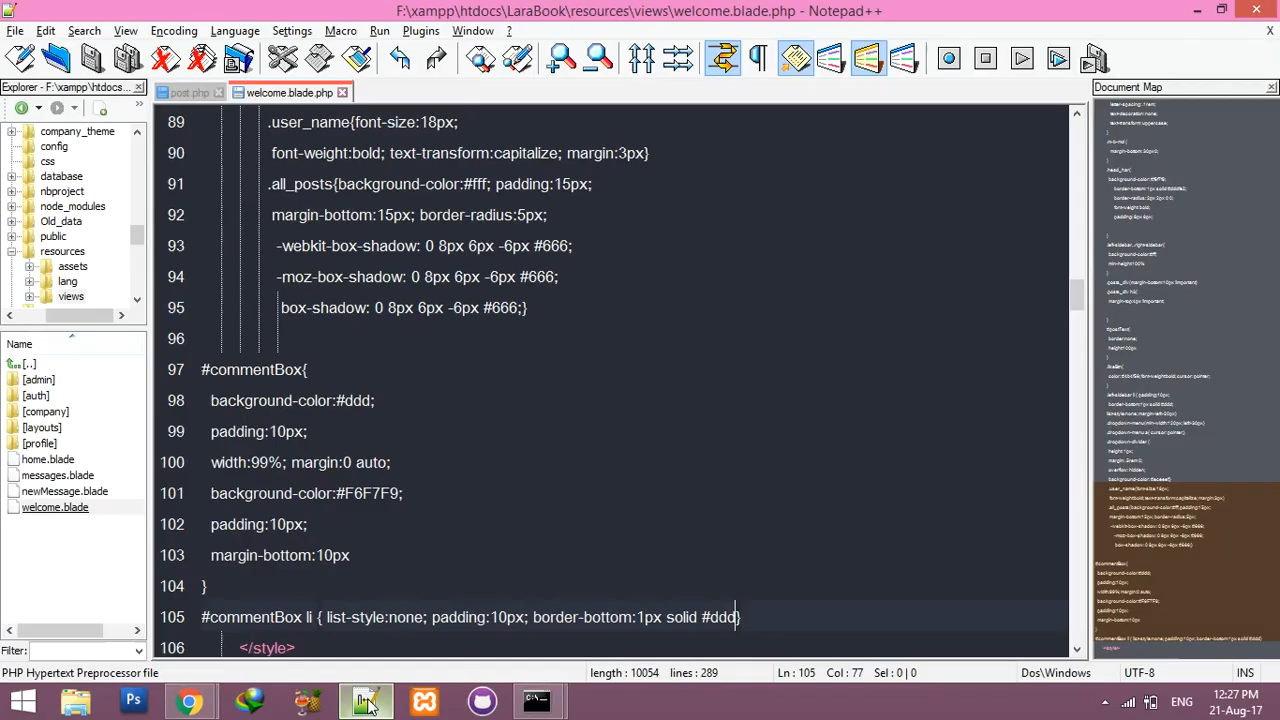 F:\xampp\htdocs\LaraBook\resources\views\welcome.blade.php - Notepad++
File Edit Search View Encoding Language Settings Macro Run Plugins Window ? X
Explorer - F:\xampp\htdocs...
post.php
welcome.blade.php
Document Map
company_theme
config
css
database
nbproject
node_modules
Old_data
public
resources
assets
lang
views
Name
[..]
[admin]
[auth]
[company]
[layouts]
[profile]
home.blade
messages.blade
newMessage.blade
welcome.blade
Filter:
89 .user_name{font-size:18px;
90 font-weight:bold; text-transform:capitalize; margin:3px}
91 .all_posts{background-color:#fff; padding:15px;
92 margin-bottom:15px; border-radius:5px;
93 -webkit-box-shadow: 0 8px 6px -6px #666;
94 -moz-box-shadow: 0 8px 6px -6px #666;
95 box-shadow: 0 8px 6px -6px #666;}
96
97 #commentBox{
98 background-color:#ddd;
99 padding:10px;
100 width:99%; margin:0 auto;
101 background-color:#F6F7F9;
102 padding:10px;
103 margin-bottom:10px
104 }
105 #commentBox li { list-style:none; padding:10px; border-bottom:1px solid #ddd}
106 </style>
PHP Hypertext Preprocessor file length : 10054 lines : 289 Ln : 105 Col : 77 Sel : 0 | 0 Dos\Windows UTF-8 INS
Ps
ENG
12:27 PM
21-Aug-17